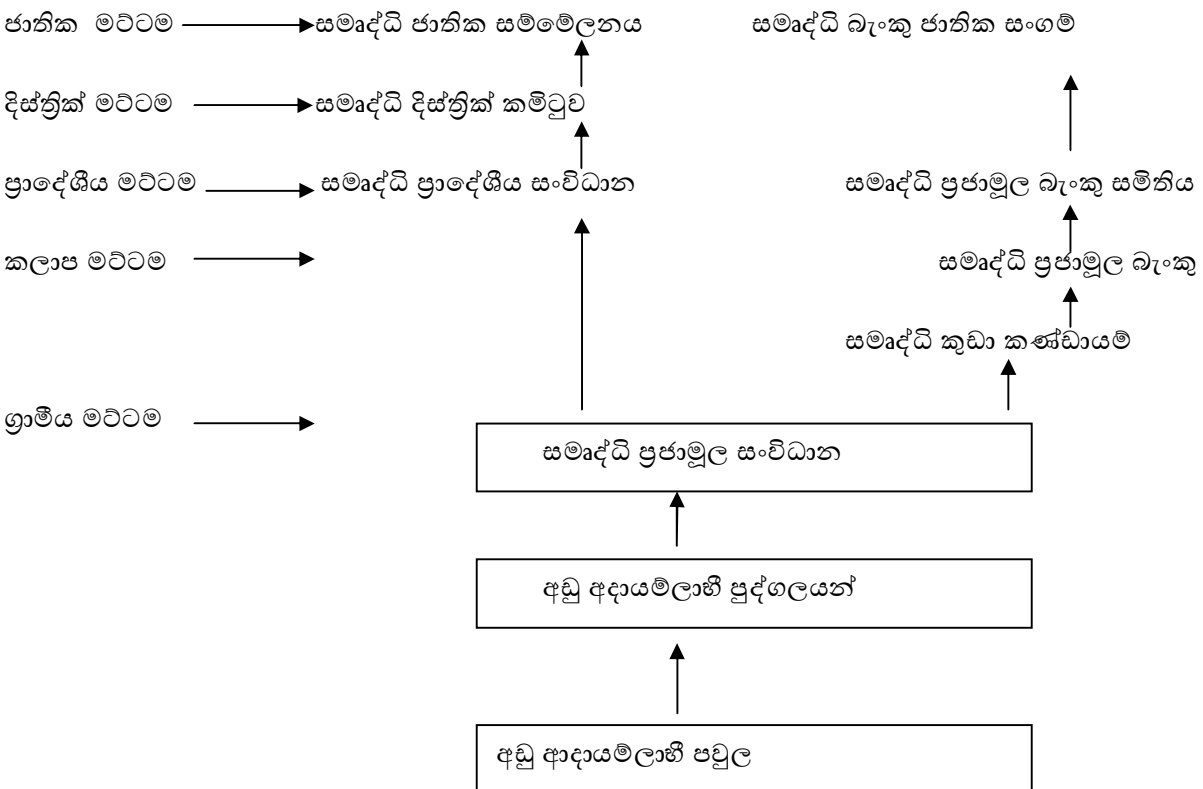 ජාතික මට්ටම සමෘද්ධි ජාතික සම්මේලනය සමෘද්ධි බැංකු ජාතික සංගම්
දිස්ත්‍රික් මට්ටම සමෘද්ධි දිස්ත්‍රික් කමිටුව
ප්‍රාදේශීය මට්ටම සමෘද්ධි ප්‍රාදේශීය සංවිධාන සමෘද්ධි ප්‍රජාමූල බැංකු සමිතිය
කලාප මට්ටම සමෘද්ධි ප්‍රජාමූල බැංකු
සමෘද්ධි කුඩා කණ්ඩායම්
ග්‍රාමීය මට්ටම
සමෘද්ධි ප්‍රජාමූල සංවිධාන
අඩු අදායම්ලාභී පුද්ගලයන්
අඩු ආදායම්ලාභී පවුල